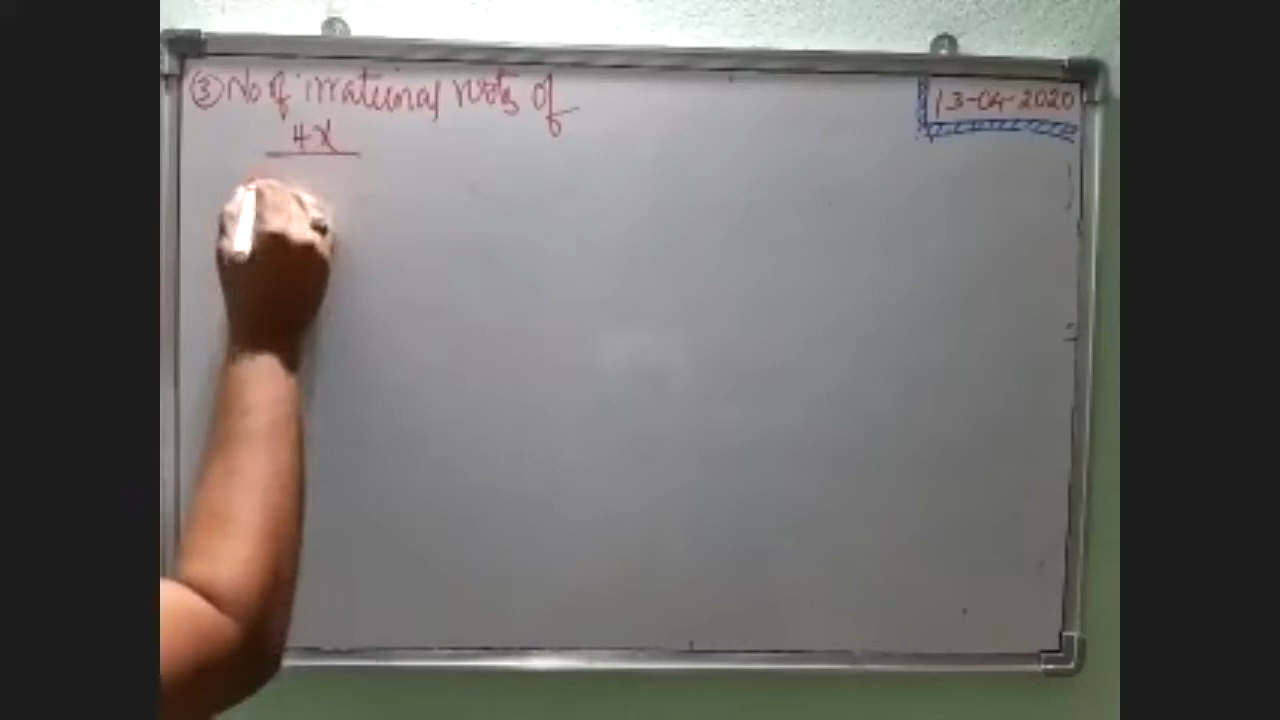 ③ No of irrational roots of
4x
13-04-2020